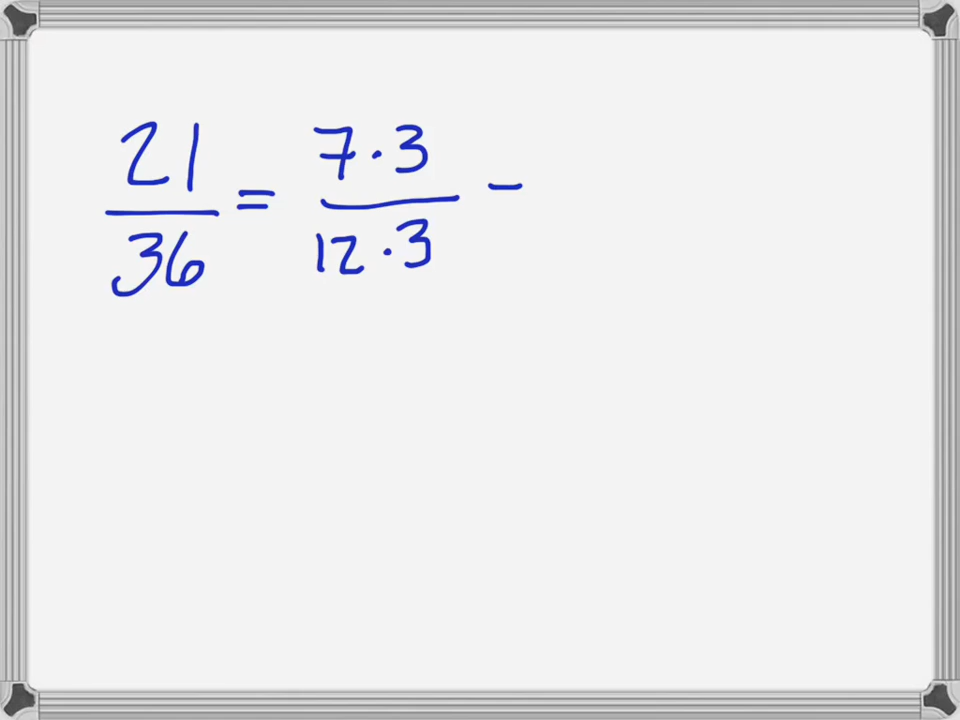 21/36 = 7·3/12·3 –